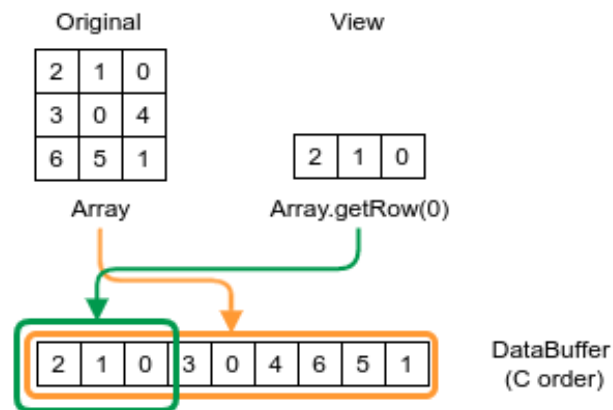 Original View
2 1 0
3 0 4
6 5 1
2 1 0
Array Array.getRow(0)
2 1 0 3 0 4 6 5 1
DataBuffer
(C order)